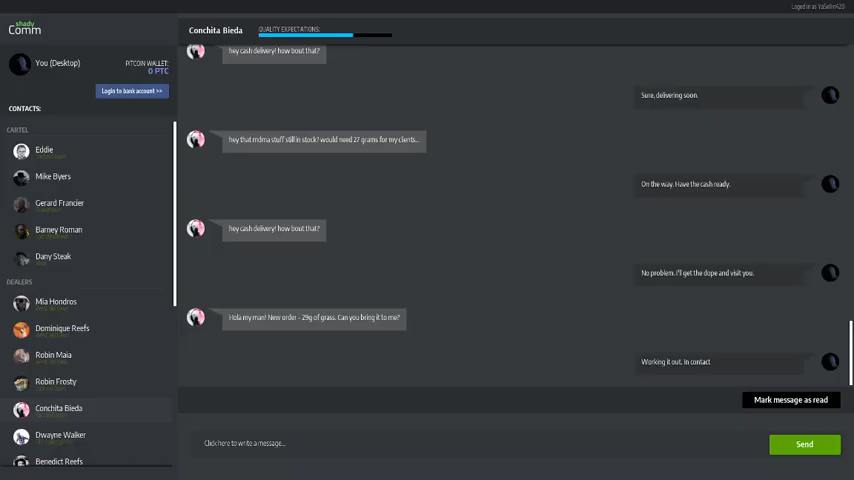 Logged in as YaSellin420
shady
Comm
Conchita Bieda
QUALITY EXPECTATIONS:
You (Desktop)
PITCOIN WALLET:
0 PTC
Login to bank account >>
CONTACTS:
CARTEL
Eddie
Mike Byers
Gerard Francier
Barney Roman
Dany Steak
DEALERS
Mia Hondros
Dominique Reefs
Robin Maia
Robin Frosty
Conchita Bieda
Dwayne Walker
Benedict Reefs
hey cash delivery! how bout that?
Sure, delivering soon.
hey that mdma stuff still in stock? would need 27 grams for my clients...
On the way. Have the cash ready.
hey cash delivery! how bout that?
No problem. I'll get the dope and visit you.
Hola my man! New order - 29g of grass. Can you bring it to me?
Working it out. In contact
Mark message as read
Click here to write a message...
Send